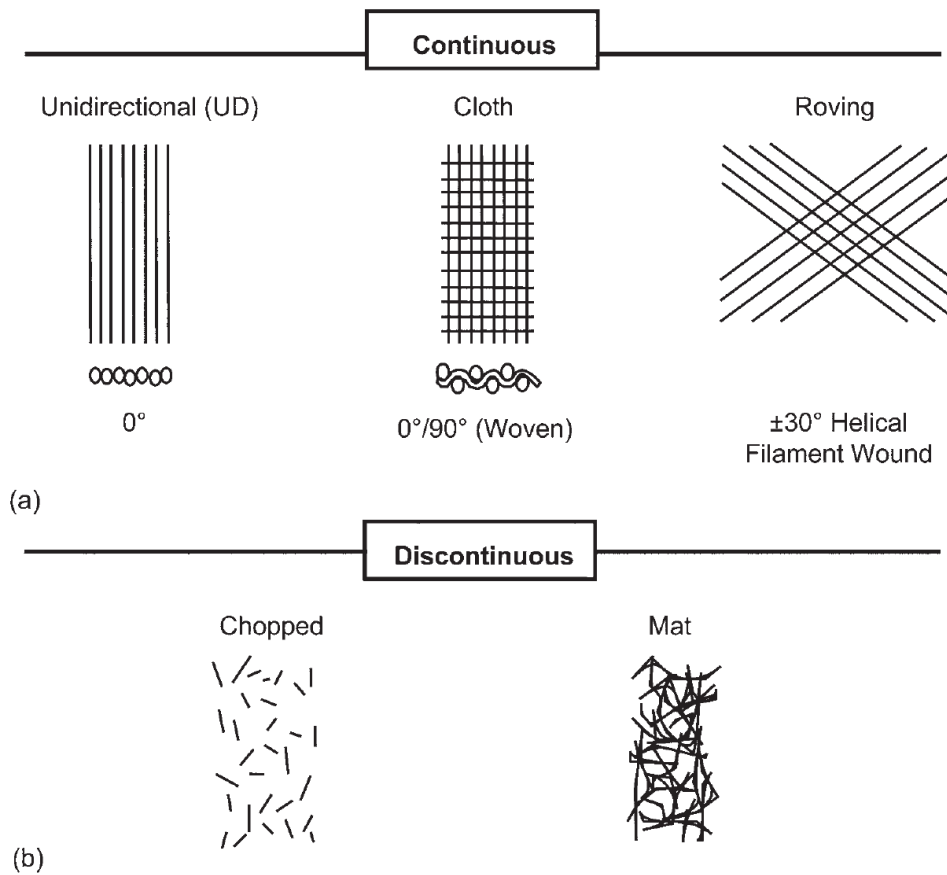 Continuous
Unidirectional (UD)
Cloth
Roving
0°
0°/90° (Woven)
±30° Helical
Filament Wound
(a)
Discontinuous
Chopped
Mat
(b)